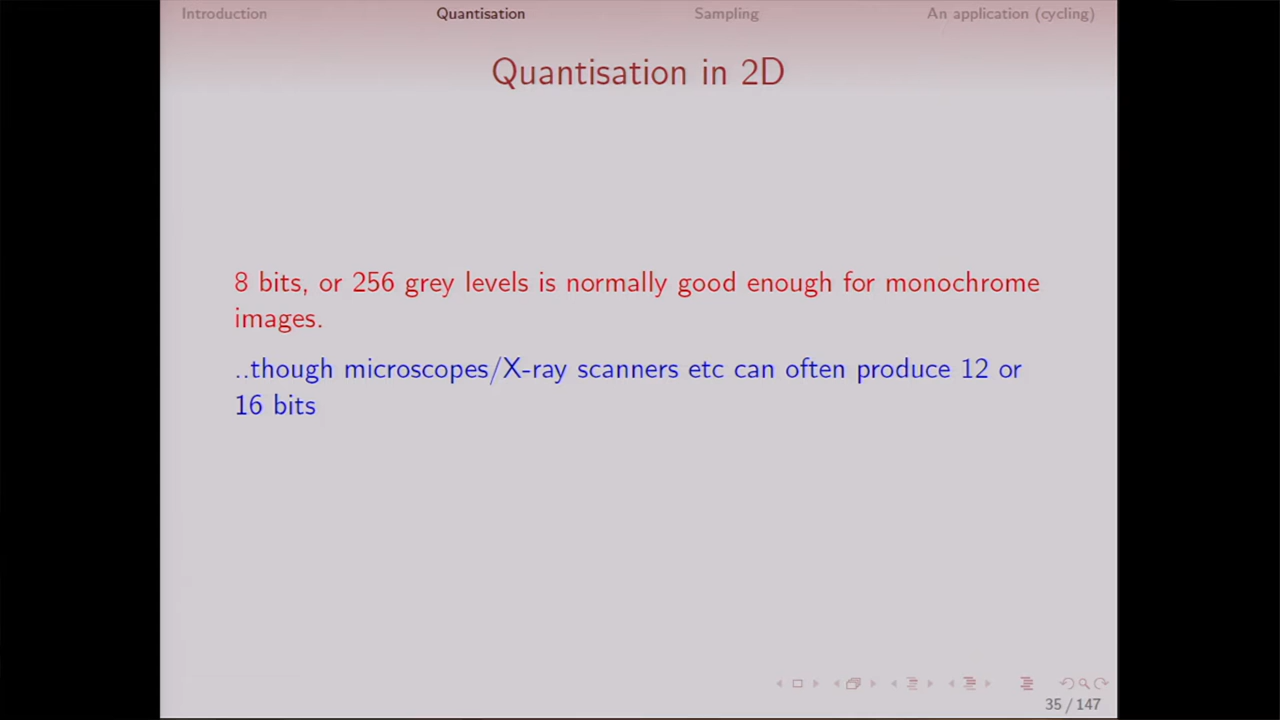 Introduction Quantisation Sampling An application (cycling)
Quantisation in 2D
8 bits, or 256 grey levels is normally good enough for monochrome
images.
..though microscopes/X-ray scanners etc can often produce 12 or
16 bits
35 / 147